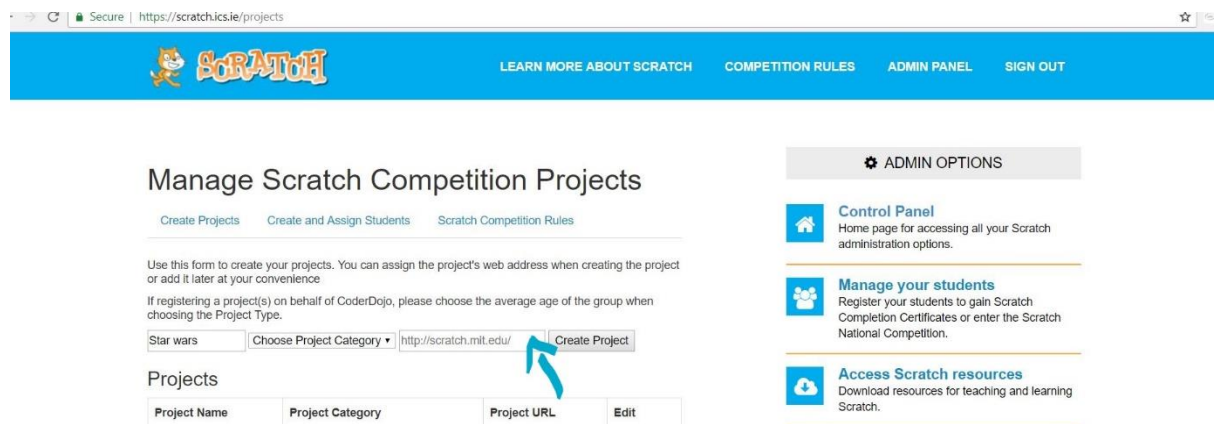 Secure | https://scratch.ics.ie/projects
SCRATCH
LEARN MORE ABOUT SCRATCH COMPETITION RULES ADMIN PANEL SIGN OUT
Manage Scratch Competition Projects
Create Projects Create and Assign Students Scratch Competition Rules
Use this form to create your projects. You can assign the project's web address when creating the project
or add it later at your convenience
If registering a project(s) on behalf of CoderDojo, please choose the average age of the group when
choosing the Project Type.
Star wars Choose Project Category http://scratch.mit.edu/ Create Project
Projects
Project Name Project Category Project URL Edit
ADMIN OPTIONS
Control Panel
Home page for accessing all your Scratch
administration options.
Manage your students
Register your students to gain Scratch
Completion Certificates or enter the Scratch
National Competition.
Access Scratch resources
Download resources for teaching and learning
Scratch.